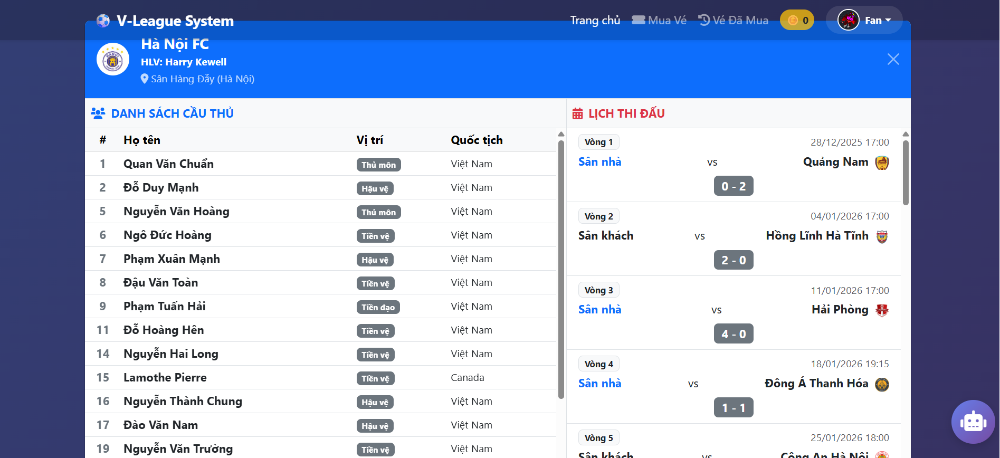 V-League System
Trang chủ
Mua Vé
Vé Đã Mua
0
Fan
Hà Nội FC
HLV: Harry Kewell
Sân Hàng Đẫy (Hà Nội)
HANOI
DANH SÁCH CẦU THỦ
# Họ tên Vị trí Quốc tịch
1 Quan Văn Chuẩn Thủ môn Việt Nam
2 Đỗ Duy Mạnh Hậu vệ Việt Nam
5 Nguyễn Văn Hoàng Thủ môn Việt Nam
6 Ngô Đức Hoàng Tiền vệ Việt Nam
7 Phạm Xuân Mạnh Hậu vệ Việt Nam
8 Đậu Văn Toàn Tiền vệ Việt Nam
9 Phạm Tuấn Hải Tiền đạo Việt Nam
11 Đỗ Hoàng Hên Tiền vệ Việt Nam
14 Nguyễn Hai Long Tiền vệ Việt Nam
15 Lamothe Pierre Tiền vệ Canada
16 Nguyễn Thành Chung Hậu vệ Việt Nam
17 Đào Văn Nam Hậu vệ Việt Nam
19 Nguyễn Văn Trường Tiền vệ Việt Nam
LỊCH THI ĐẤU
Vòng 1 28/12/2025 17:00
Sân nhà vs Quảng Nam
0 - 2
Vòng 2 04/01/2026 17:00
Sân khách vs Hồng Lĩnh Hà Tĩnh
2 - 0
Vòng 3 11/01/2026 17:00
Sân nhà vs Hải Phòng
4 - 0
Vòng 4 18/01/2026 19:15
Sân nhà vs Đông Á Thanh Hóa
1 - 1
Vòng 5 25/01/2026 18:00
Sân khách vs Công An Hà Nội